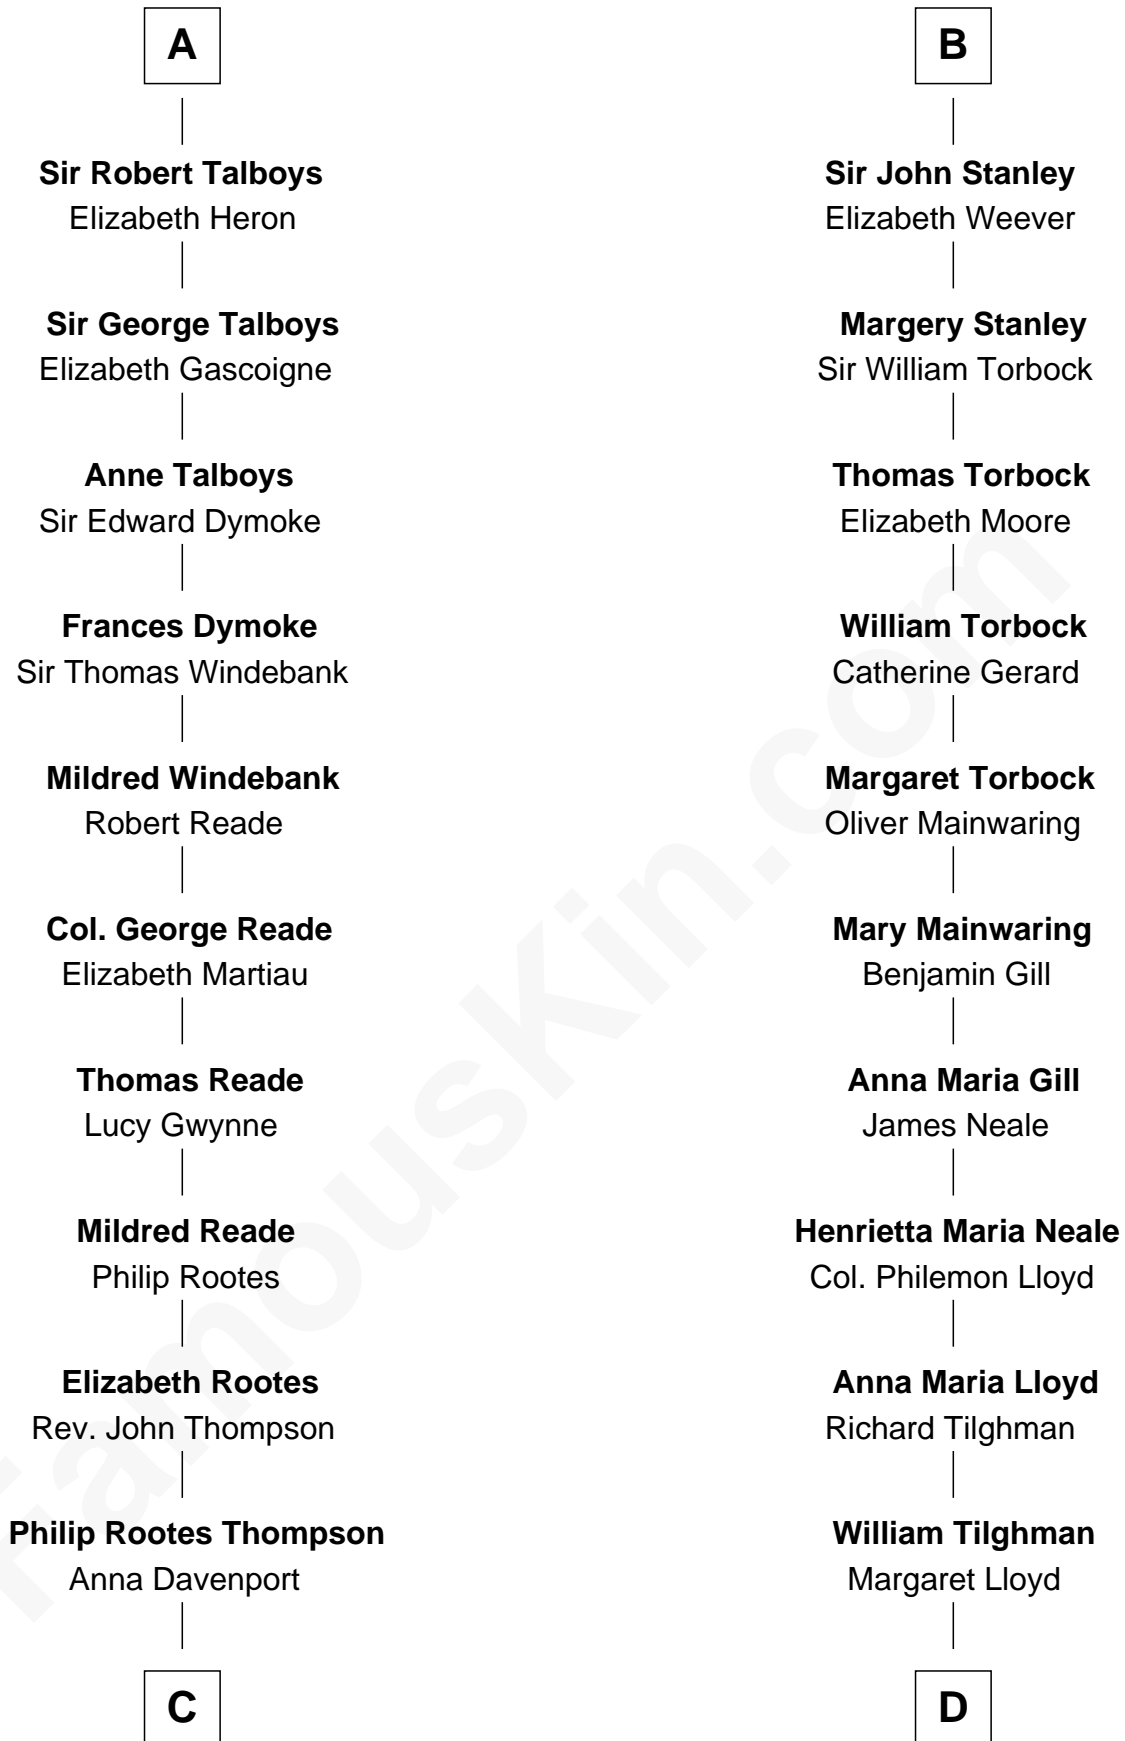 A
Sir Robert Talboys
Elizabeth Heron
Sir George Talboys
Elizabeth Gascoigne
Anne Talboys
Sir Edward Dymoke
Frances Dymoke
Sir Thomas Windebank
Mildred Windebank
Robert Reade
Col. George Reade
Elizabeth Martiau
Thomas Reade
Lucy Gwynne
Mildred Reade
Philip Rootes
Elizabeth Rootes
Rev. John Thompson
Philip Rootes Thompson
Anna Davenport
C
B
Sir John Stanley
Elizabeth Weever
Margery Stanley
Sir William Torbock
Thomas Torbock
Elizabeth Moore
William Torbock
Catherine Gerard
Margaret Torbock
Oliver Mainwaring
Mary Mainwaring
Benjamin Gill
Anna Maria Gill
James Neale
Henrietta Maria Neale
Col. Philemon Lloyd
Anna Maria Lloyd
Richard Tilghman
William Tilghman
Margaret Lloyd
D
FamousKin.com